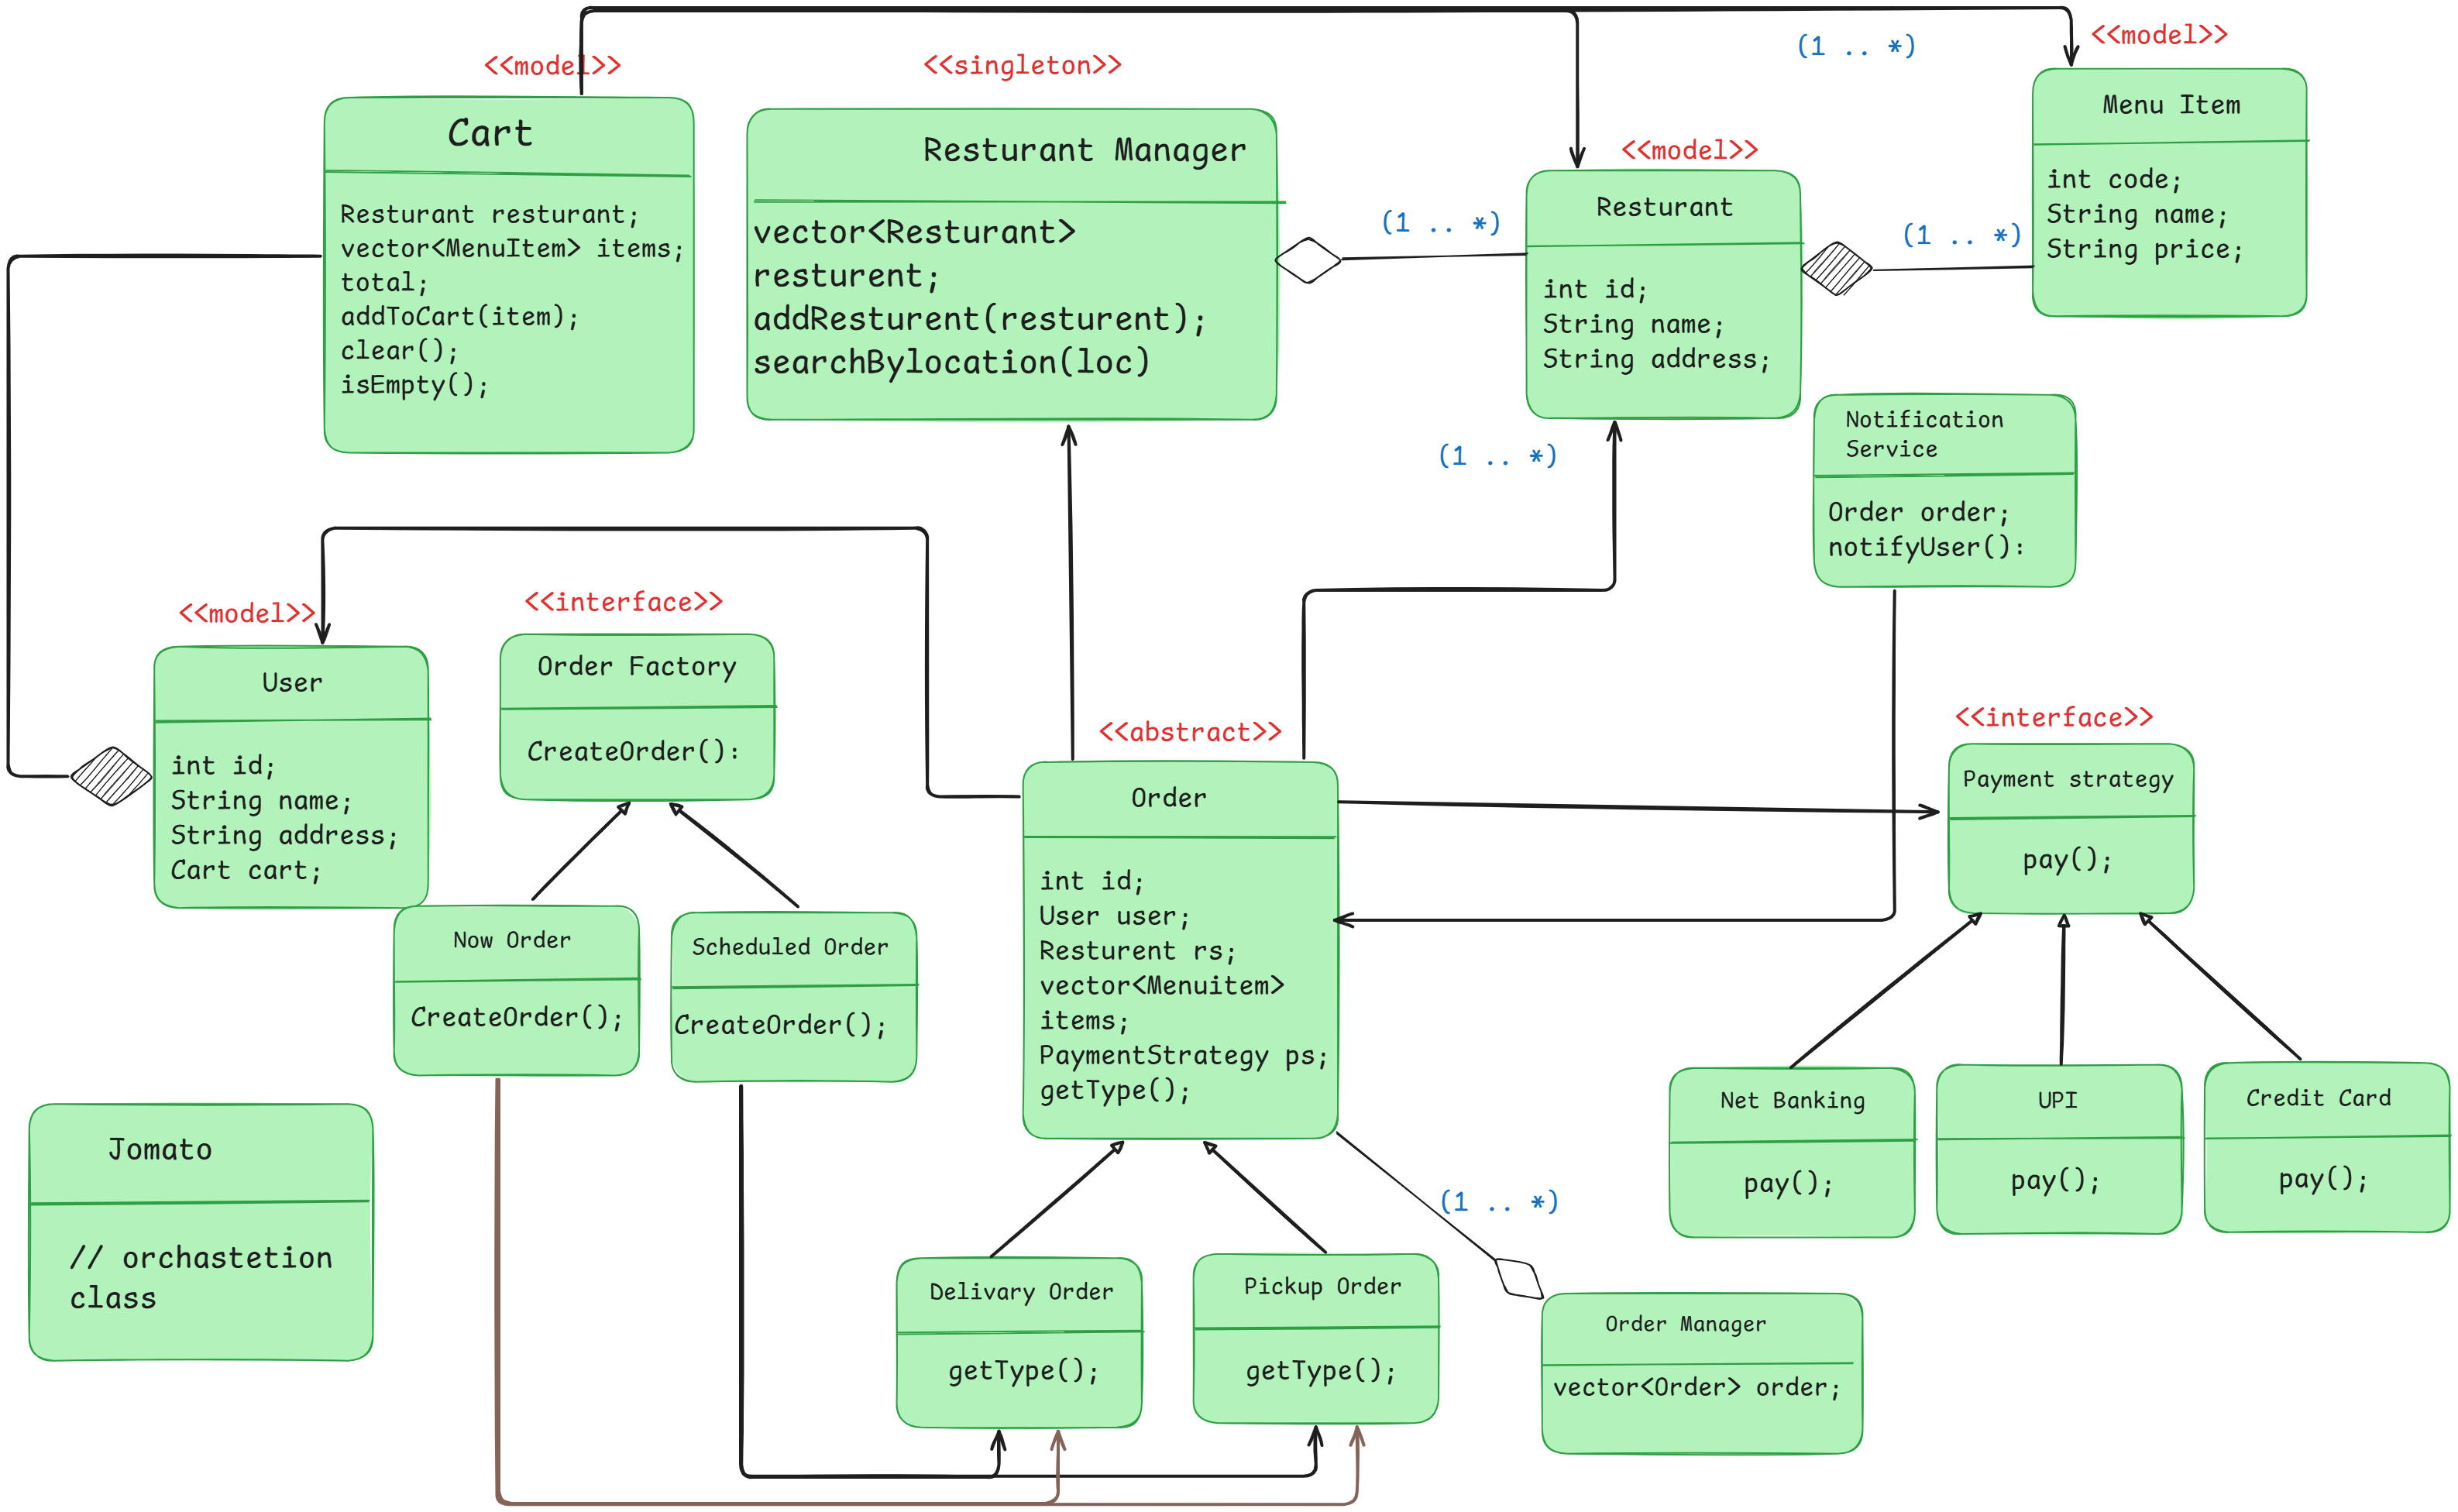 <<model>>
Cart
Resturant resturant;
vector<MenuItem> items;
total;
addToCart(item);
clear();
isEmpty();
<<singleton>>
Resturant Manager
vector<Resturant>
resturent;
addResturent(resturent);
searchBylocation(loc)
(1 .. *)
<<model>>
Resturant
int id;
String name;
String address;
(1 .. *)
<<model>>
Menu Item
int code;
String name;
String price;
(1 .. *)
(1 .. *)
Notification
Service
Order order;
notifyUser():
<<model>>
User
int id;
String name;
String address;
Cart cart;
<<interface>>
Order Factory
CreateOrder():
Now Order
CreateOrder();
Scheduled Order
CreateOrder();
<<abstract>>
Order
int id;
User user;
Resturent rs;
vector<Menuitem>
items;
PaymentStrategy ps;
getType();
<<interface>>
Payment strategy
pay();
Net Banking
pay();
UPI
pay();
Credit Card
pay();
Jomato
// orchastetion
class
Delivary Order
getType();
Pickup Order
getType();
(1 .. *)
Order Manager
vector<Order> order;